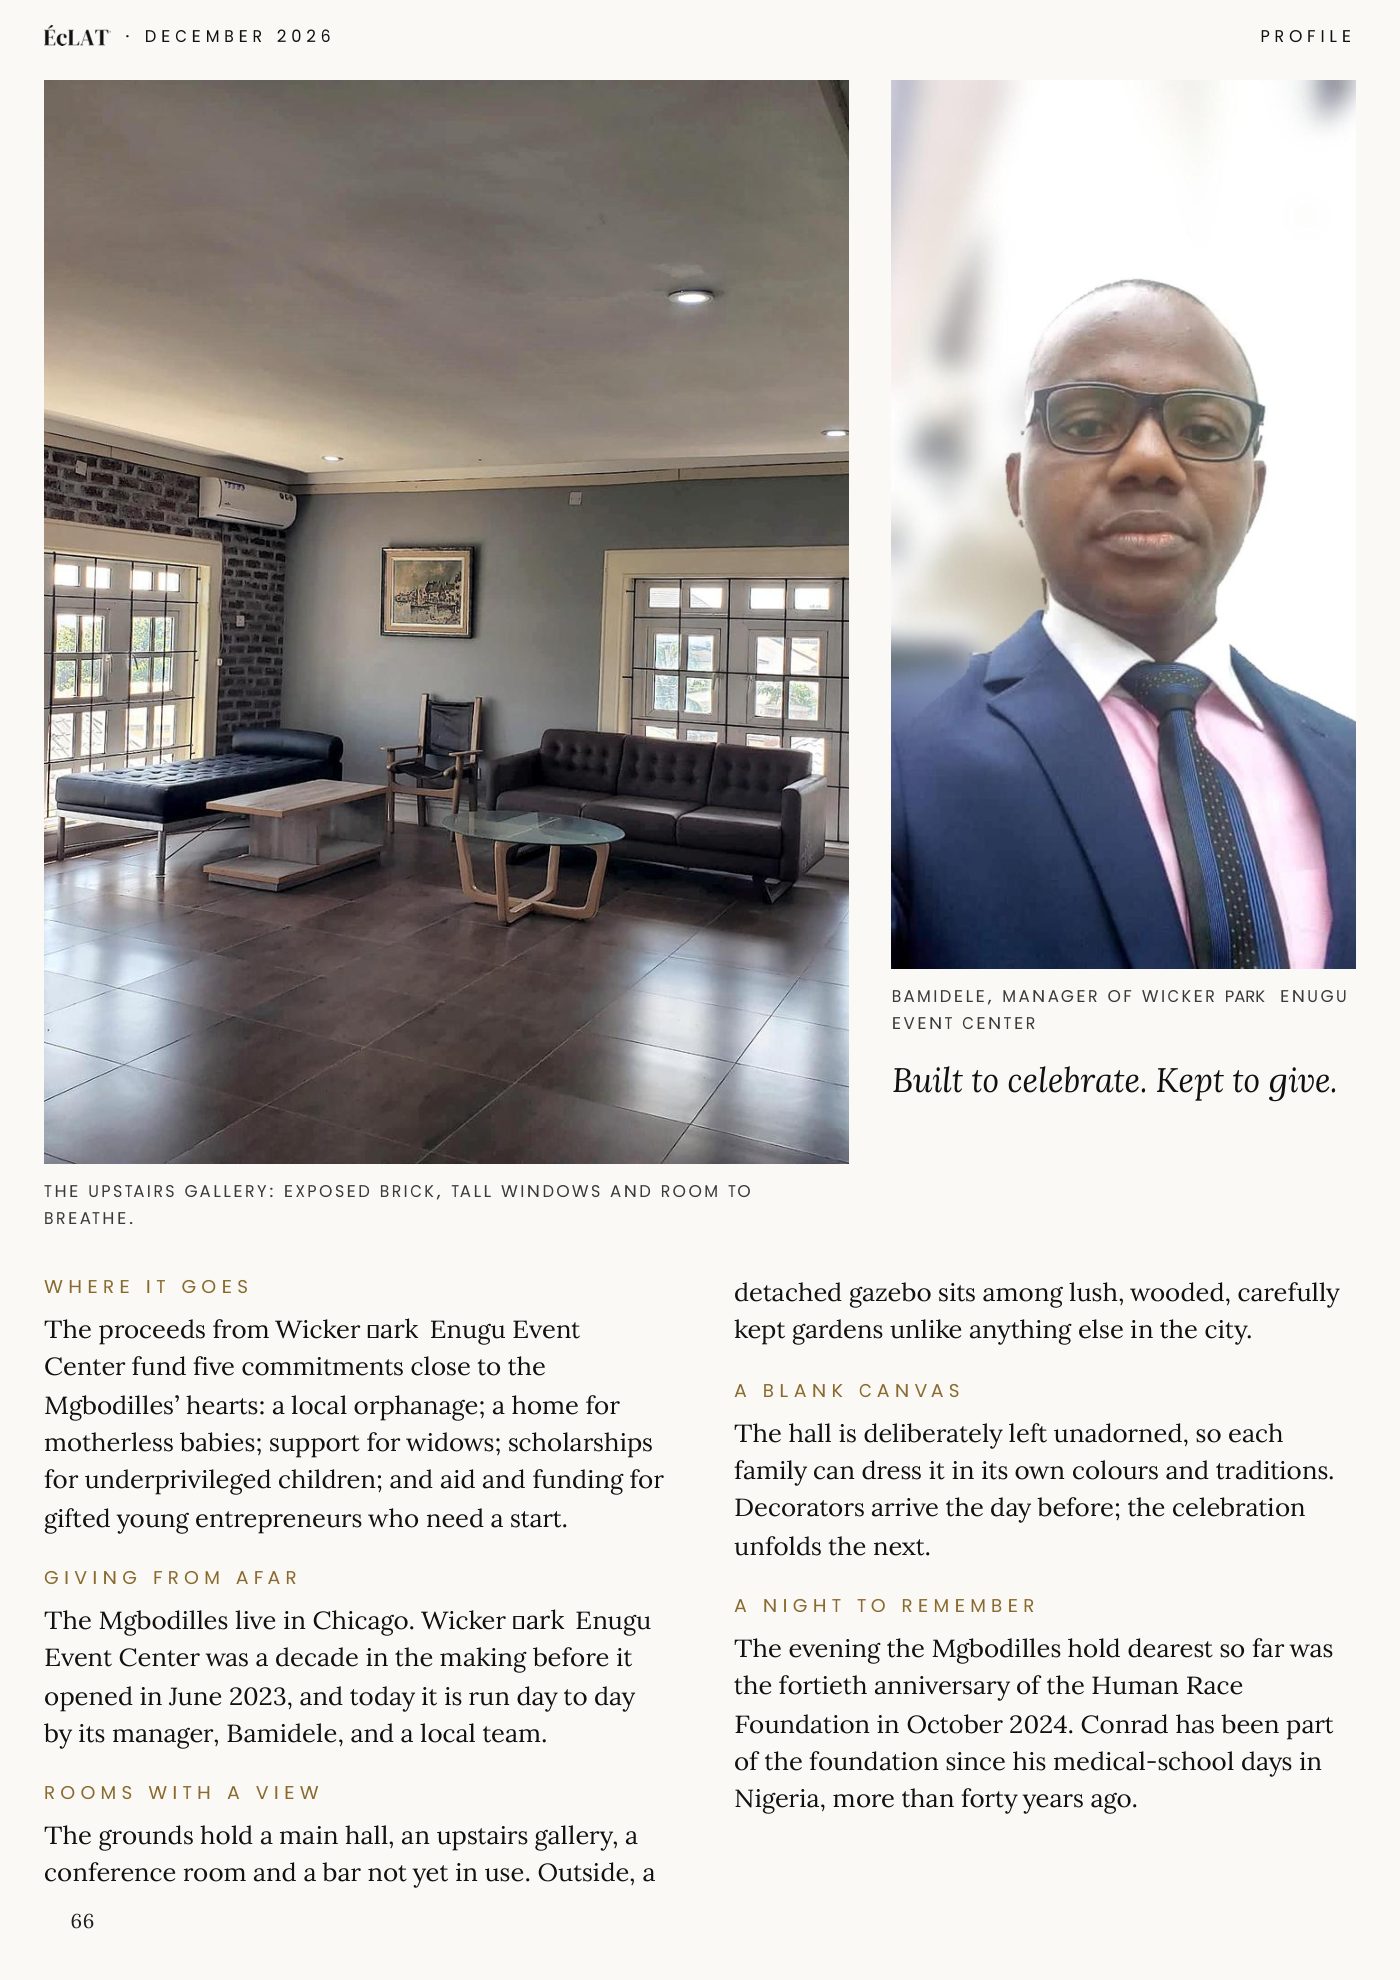 ÉcLAT · DECEMBER 2026
PROFILE
BAMIDELE, MANAGER OF WICKER PARK ENUGU
EVENT CENTER
Built to celebrate. Kept to give.
THE UPSTAIRS GALLERY: EXPOSED BRICK, TALL WINDOWS AND ROOM TO
BREATHE.
WHERE IT GOES
The proceeds from Wicker □ark Enugu Event
Center fund five commitments close to the
Mgbodilles’ hearts: a local orphanage; a home for
motherless babies; support for widows; scholarships
for underprivileged children; and aid and funding for
gifted young entrepreneurs who need a start.
GIVING FROM AFAR
The Mgbodilles live in Chicago. Wicker □ark Enugu
Event Center was a decade in the making before it
opened in June 2023, and today it is run day to day
by its manager, Bamidele, and a local team.
ROOMS WITH A VIEW
The grounds hold a main hall, an upstairs gallery, a
conference room and a bar not yet in use. Outside, a
detached gazebo sits among lush, wooded, carefully
kept gardens unlike anything else in the city.
A BLANK CANVAS
The hall is deliberately left unadorned, so each
family can dress it in its own colours and traditions.
Decorators arrive the day before; the celebration
unfolds the next.
A NIGHT TO REMEMBER
The evening the Mgbodilles hold dearest so far was
the fortieth anniversary of the Human Race
Foundation in October 2024. Conrad has been part
of the foundation since his medical-school days in
Nigeria, more than forty years ago.
66